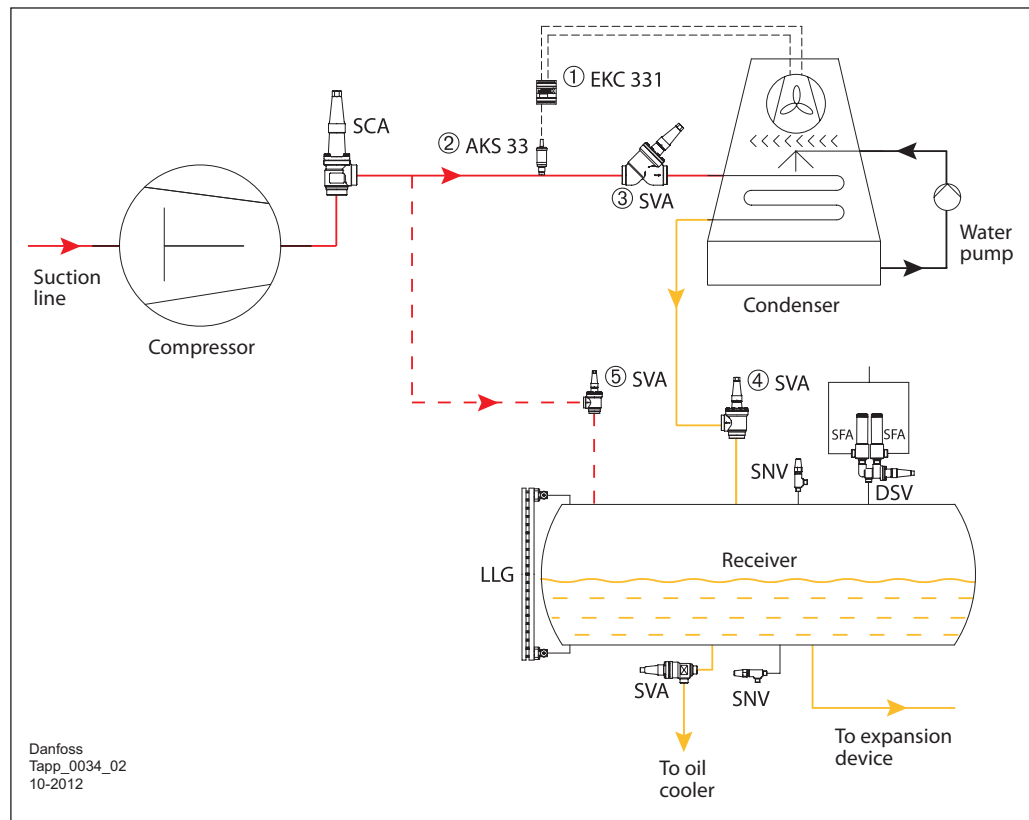 ① EKC 331
SCA
② AKS 33
③ SVA
Water
pump
Suction
line
Condenser
Compressor
⑤ SVA
④ SVA
SFA
SFA
SNV
DSV
Receiver
LLG
SVA
SNV
To expansion
device
To oil
cooler
Danfoss
Tapp_0034_02
10-2012